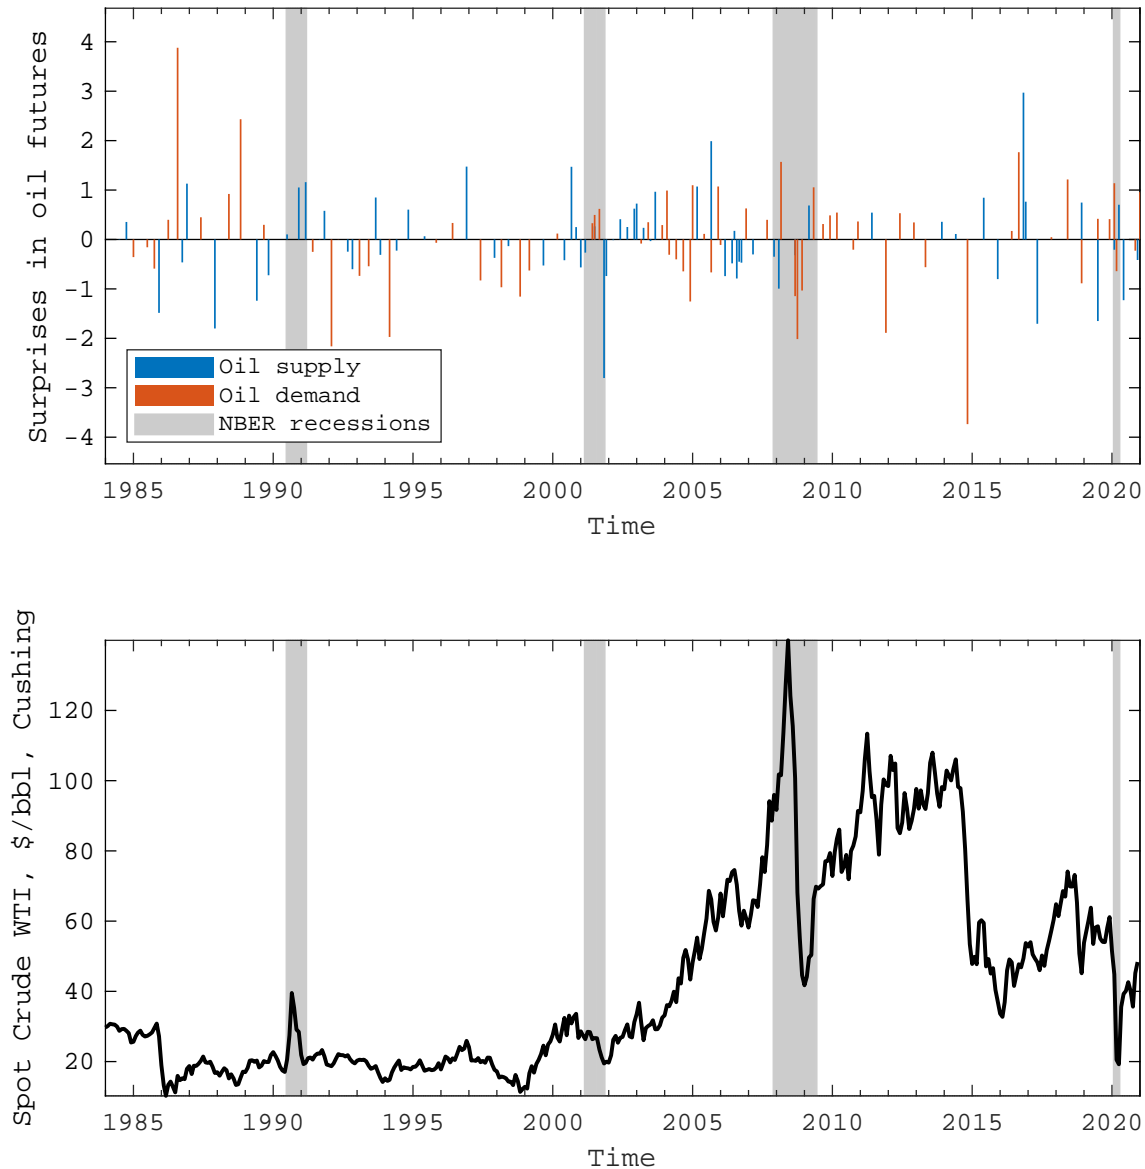 Surprises in oil futures
4
3
2
1
0
-1
-2
-3
-4
Oil supply
Oil demand
NBER recessions
1985 1990 1995 2000 2005 2010 2015 2020
Time
Spot Crude WTI, $/bbl, Cushing
120
100
80
60
40
20
1985 1990 1995 2000 2005 2010 2015 2020
Time